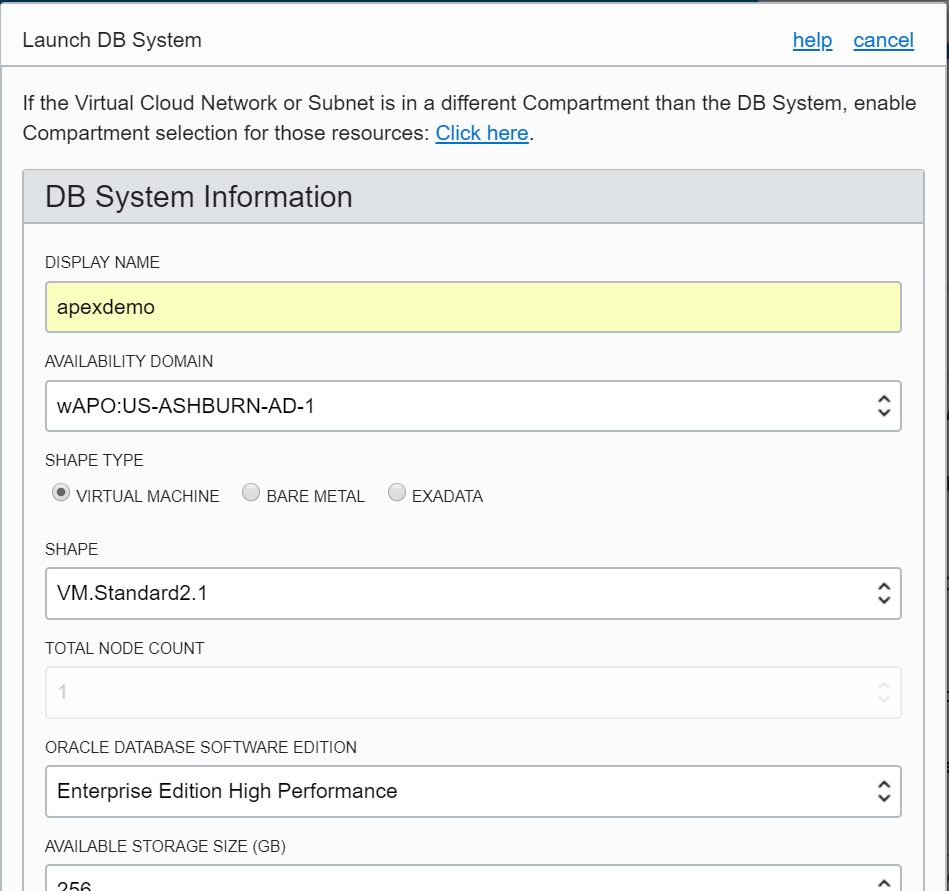 Launch DB System
help cancel
If the Virtual Cloud Network or Subnet is in a different Compartment than the DB System, enable
Compartment selection for those resources: Click here.
DB System Information
DISPLAY NAME
apexdemo
AVAILABILITY DOMAIN
wAPO:US-ASHBURN-AD-1
SHAPE TYPE
VIRTUAL MACHINE BARE METAL EXADATA
SHAPE
VM.Standard2.1
TOTAL NODE COUNT
1
ORACLE DATABASE SOFTWARE EDITION
Enterprise Edition High Performance
AVAILABLE STORAGE SIZE (GB)
256